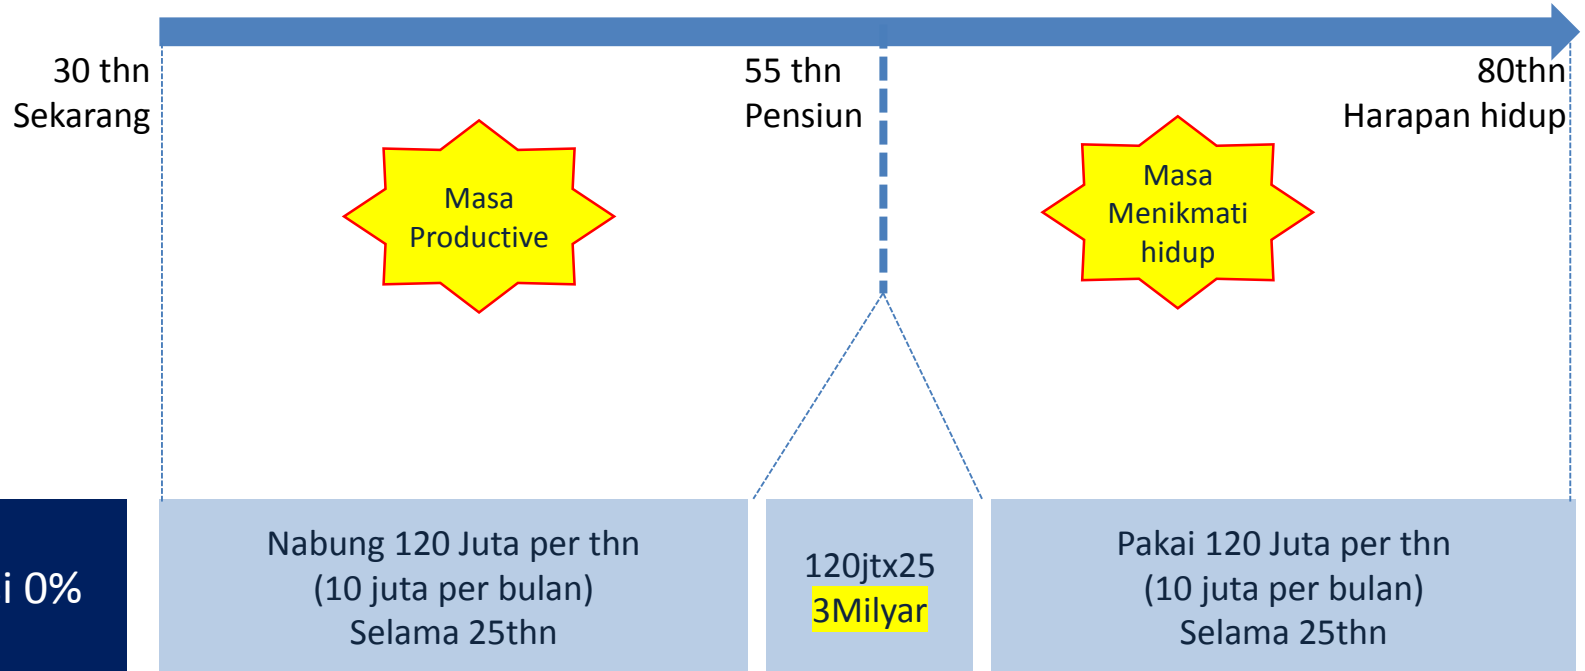 30 thn
Sekarang
55 thn
Pensiun
80thn
Harapan hidup
Masa
Productive
Masa
Menikmati
hidup
i 0%
Nabung 120 Juta per thn
(10 juta per bulan)
Selama 25thn
120jtx25
3Milyar
Pakai 120 Juta per thn
(10 juta per bulan)
Selama 25thn